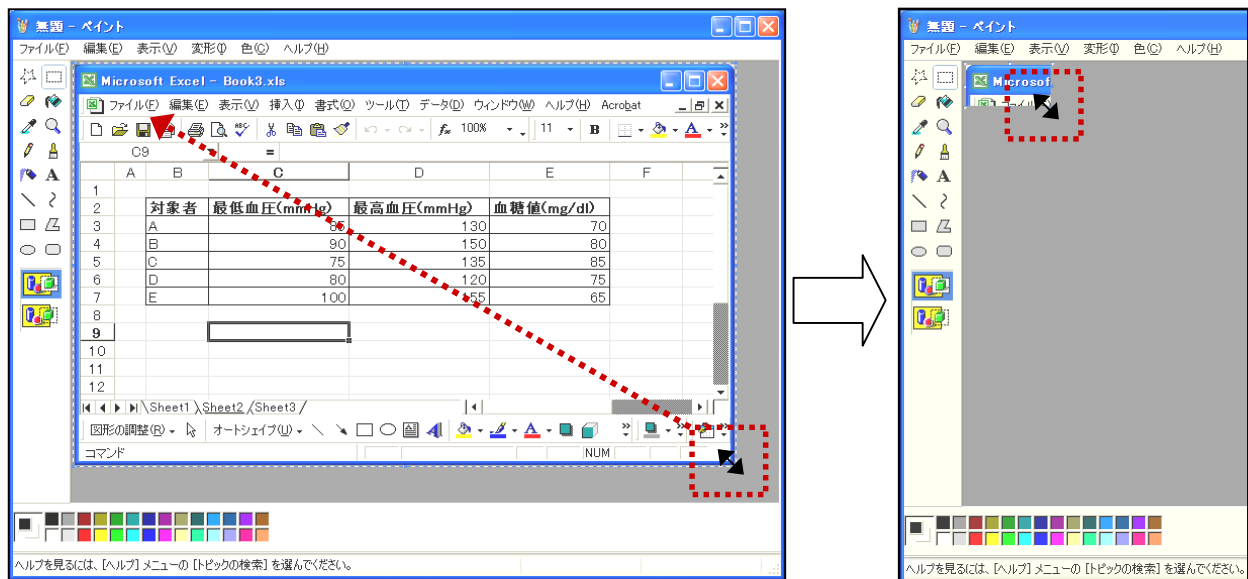 無題 - ペイント
ファイル(F) 編集(E) 表示(V) 変形(I) 色(C) ヘルプ(H)
Microsoft Excel - Book3.xls
ファイル(F) 編集(E) 表示(V) 挿入(I) 書式(O) ツール(T) データ(D) ウィンドウ(W) ヘルプ(H) Acrobat
100% 11 B
C9 =
A B C D E F
1
2 対象者 最低血圧(mmHg) 最高血圧(mmHg) 血糖値(mg/dl)
3 A 85 130 70
4 B 90 150 80
5 C 75 135 85
6 D 80 120 75
7 E 100 155 65
8
9
10
11
12
Sheet1 Sheet2 Sheet3
図形の調整(R) オートシェイプ(U)
コマンド NUM
ヘルプを見るには、[ヘルプ] メニューの [トピックの検索] を選んでください。
無題 - ペイント
ファイル(F) 編集(E) 表示(V) 変形(I) 色(C) ヘルプ(H)
Microsof
ヘルプを見るには、[ヘルプ] メニューの [トピックの検索] を選んでください。